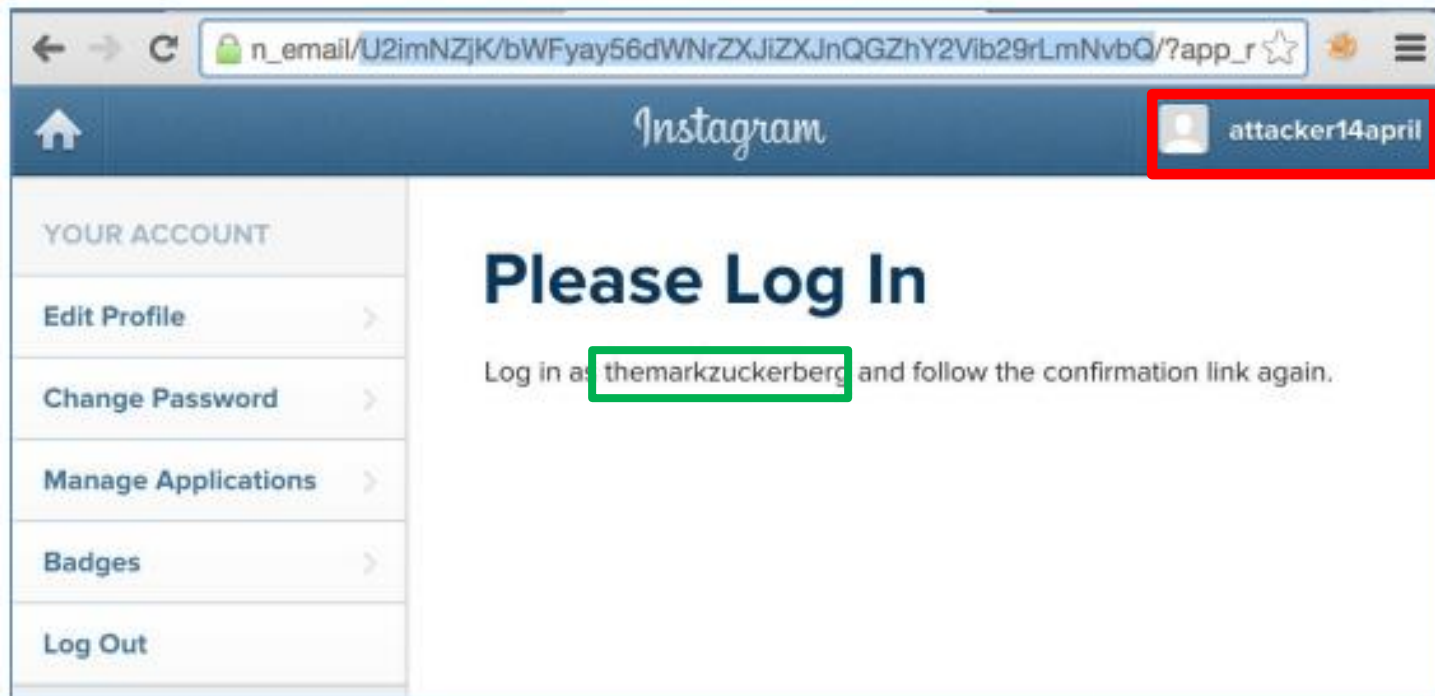 n_email/U2imNZjK/bWFyay56dWNrZXJiZXJnQGZhY2Vib29rLmNvbQ/?app_r
Instagram
attacker14april
YOUR ACCOUNT
Edit Profile
Change Password
Manage Applications
Badges
Log Out
Please Log In
Log in as themarkzuckerberg and follow the confirmation link again.